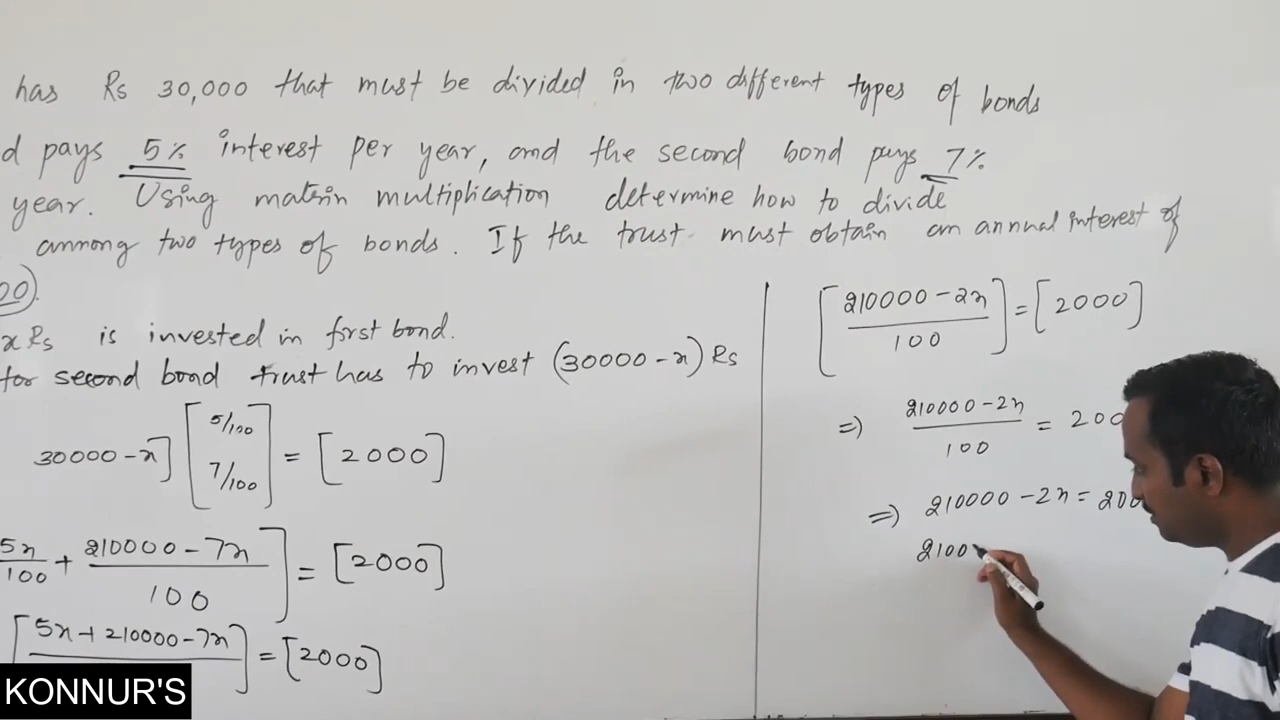 has Rs 30,000 that must be divided in two different types of bonds
d pays 5% interest per year, and the second bond pays 7%
year. Using matrix multiplication determine how to divide
ammong two types of bonds. If the trust must obtain an annual interest of
00).
x Rs is invested in first bond.
for second bond trust has to invest (30000 - x) Rs
30000 - x] [5/100 7/100] = [2000]
5x/100 + 210000 - 7x/100] = [2000]
[5x + 210000 - 7x] = [2000]
[210000 - 2x/100] = [2000]
=) 210000 - 2x/100 = 200
=) 210000 - 2x = 200
2100
KONNUR'S